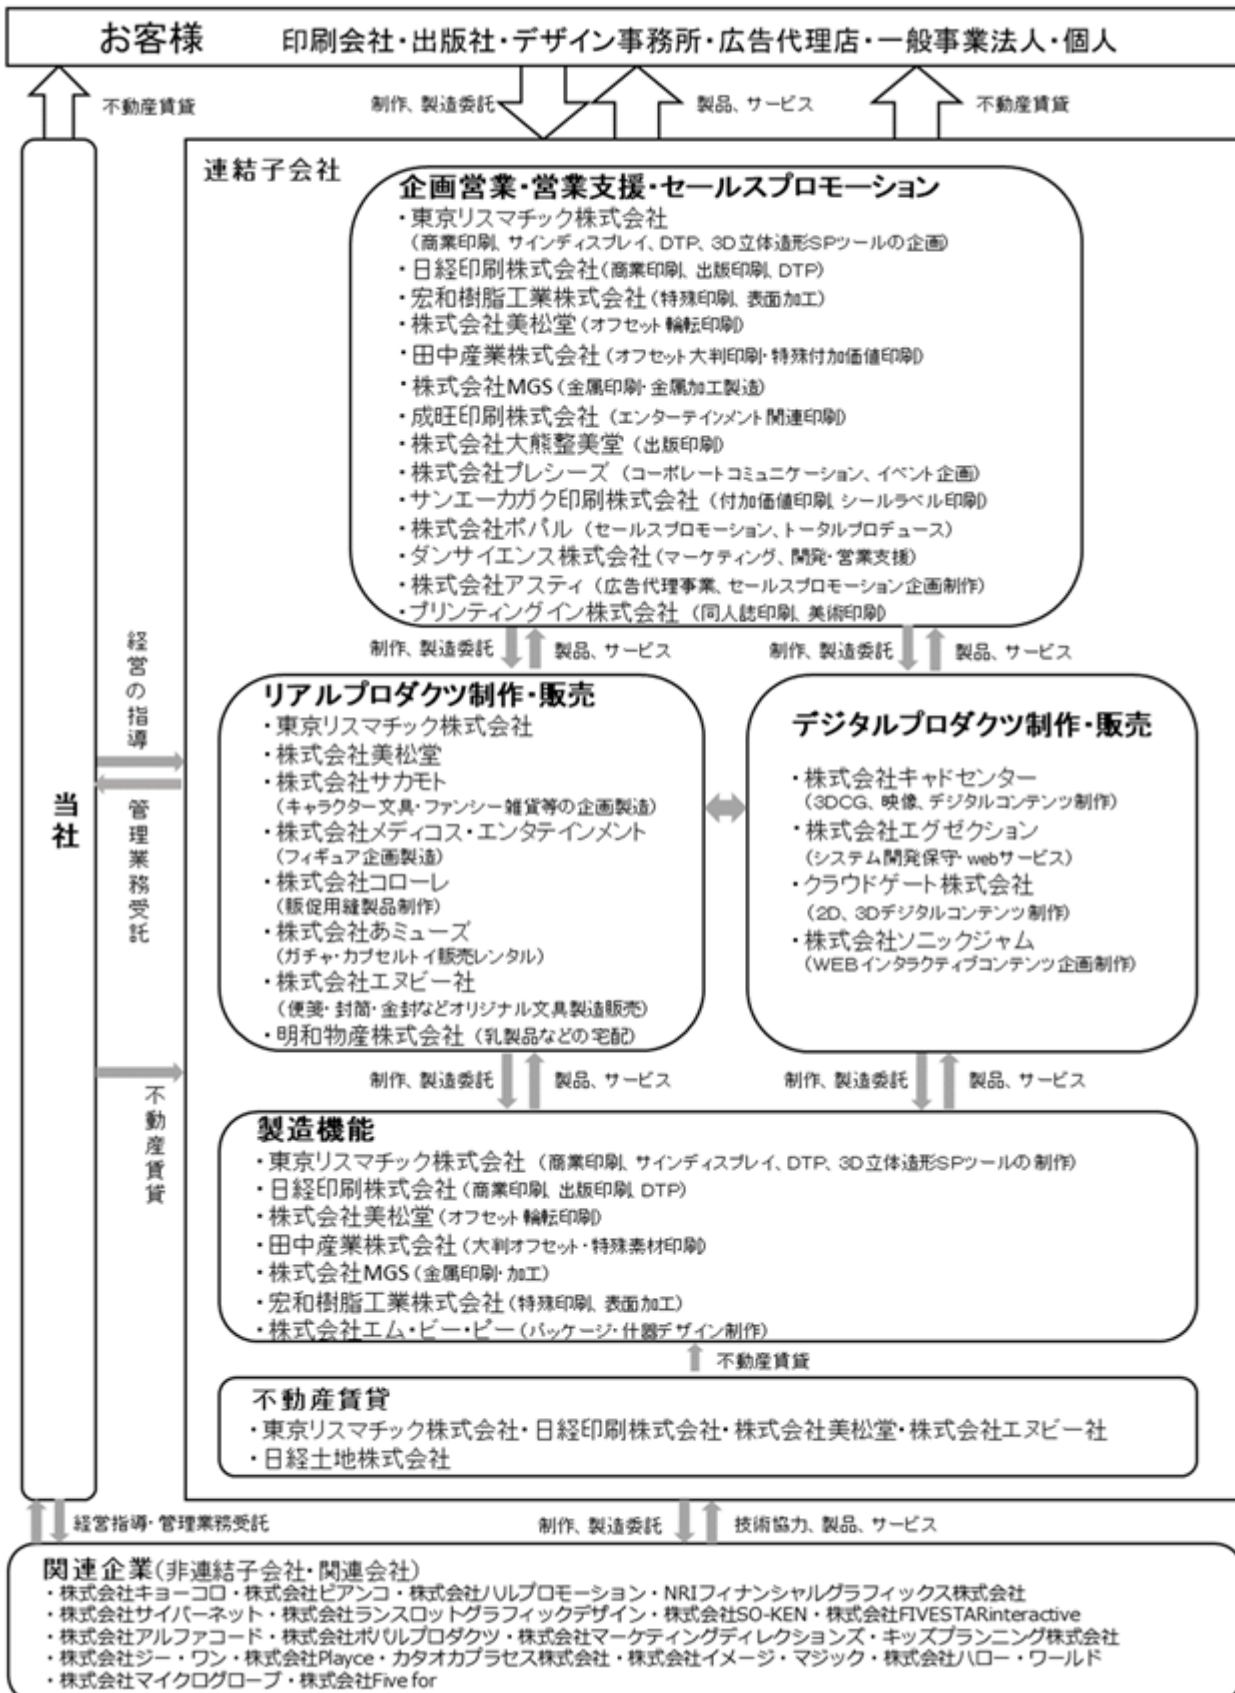 お客様 印刷会社・出版社・デザイン事務所・広告代理店・一般事業法人・個人
不動産賃貸
制作、製造委託
製品、サービス
不動産賃貸
当社
経営の指導
管理業務受託
不動産賃貸
連結子会社
企画営業・営業支援・セールスプロモーション
・東京リスマチック株式会社
(商業印刷、サインディスプレイ、DTP、3D立体造形SPツールの企画)
・日経印刷株式会社(商業印刷、出版印刷、DTP)
・宏和樹脂工業株式会社(特殊印刷、表面加工)
・株式会社美松堂(オフセット輪転印刷)
・田中産業株式会社(オフセット大判印刷・特殊付加価値印刷)
・株式会社MGS(金属印刷・金属加工製造)
・成旺印刷株式会社(エンターテインメント関連印刷)
・株式会社大熊整美堂(出版印刷)
・株式会社プレシーズ(コーポレートコミュニケーション、イベント企画)
・サンエーカガク印刷株式会社(付加価値印刷、シールラベル印刷)
・株式会社ポパル(セールスプロモーション、トータルプロデュース)
・ダンサイエンス株式会社(マーケティング、開発・営業支援)
・株式会社アスティ(広告代理事業、セールスプロモーション企画制作)
・プリンティングイン株式会社(同人誌印刷、美術印刷)
制作、製造委託
製品、サービス
制作、製造委託
製品、サービス
リアルプロダクツ制作・販売
・東京リスマチック株式会社
・株式会社美松堂
・株式会社サカモト
(キャラクター文具・ファンシー雑貨等の企画製造)
・株式会社メディコス・エンタテインメント
(フィギュア企画製造)
・株式会社コローレ
(販促用縫製品制作)
・株式会社あミューズ
(ガチャ・カプセルトイ販売レンタル)
・株式会社エヌビー社
(便箋・封筒・金封などオリジナル文具製造販売)
・明和物産株式会社(乳製品などの宅配)
デジタルプロダクツ制作・販売
・株式会社キャドセンター
(3DCG、映像、デジタルコンテンツ制作)
・株式会社エグゼクション
(システム開発保守・webサービス)
・クラウドゲート株式会社
(2D、3Dデジタルコンテンツ制作)
・株式会社ソニックジャム
(WEBインタラクティブコンテンツ企画制作)
制作、製造委託
製品、サービス
制作、製造委託
製品、サービス
製造機能
・東京リスマチック株式会社(商業印刷、サインディスプレイ、DTP、3D立体造形SPツールの制作)
・日経印刷株式会社(商業印刷、出版印刷、DTP)
・株式会社美松堂(オフセット輪転印刷)
・田中産業株式会社(大判オフセット・特殊素材印刷)
・株式会社MGS(金属印刷・加工)
・宏和樹脂工業株式会社(特殊印刷、表面加工)
・株式会社エム・ビー・ピー(パッケージ・什器デザイン制作)
不動産賃貸
不動産賃貸
・東京リスマチック株式会社・日経印刷株式会社・株式会社美松堂・株式会社エヌビー社
・日経土地株式会社
経営指導・管理業務受託
制作、製造委託
技術協力、製品、サービス
関連企業(非連結子会社・関連会社)
・株式会社キョーコロ・株式会社ビアンコ・株式会社ハルプロモーション・NRIフィナンシャルグラフィックス株式会社
・株式会社サイバーネット・株式会社ランスロットグラフィックデザイン・株式会社SO-KEN・株式会社FIVESTARinteractive
・株式会社アルファコード・株式会社ポパルプロダクツ・株式会社マーケティングディレクションズ・キッズプランニング株式会社
・株式会社ジー・ワン・株式会社Playce・カタオカプラセス株式会社・株式会社イメージ・マジック・株式会社ハロー・ワールド
・株式会社マイクログローブ・株式会社Five for